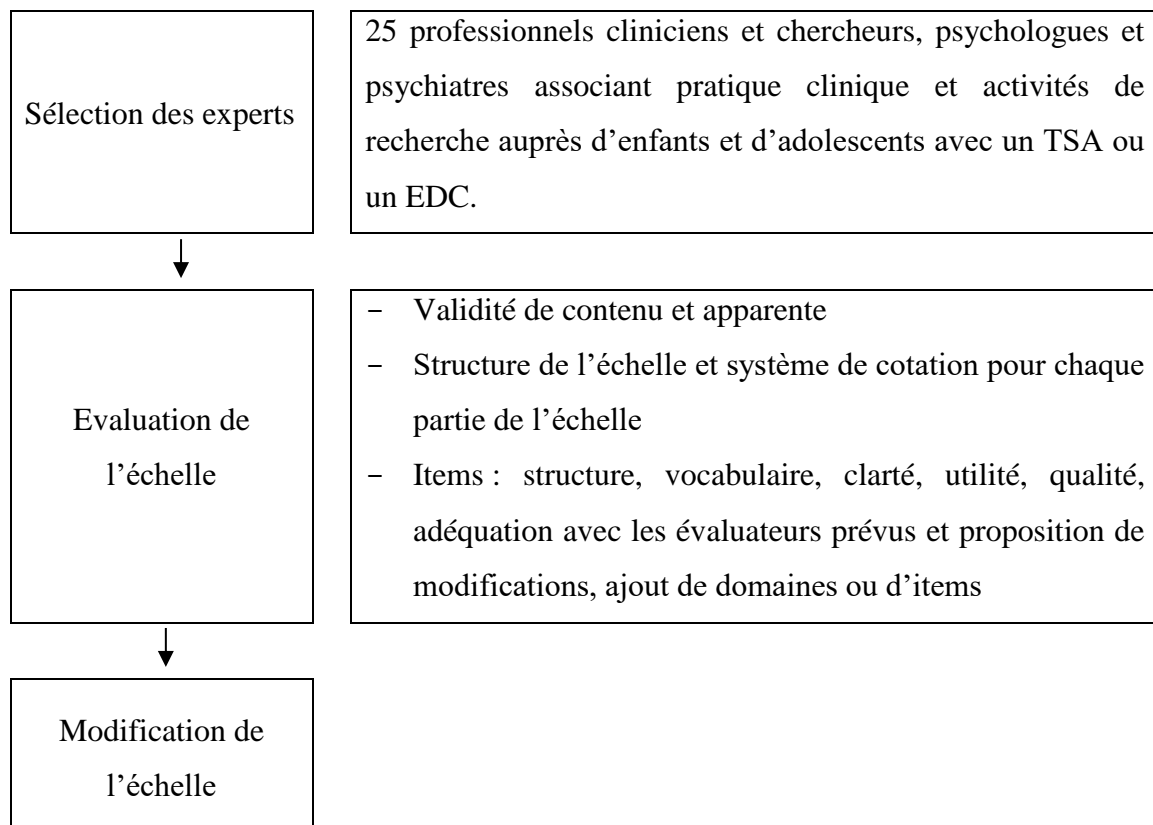 Sélection des experts
25 professionnels cliniciens et chercheurs, psychologues et
psychiatres associant pratique clinique et activités de
recherche auprès d’enfants et d’adolescents avec un TSA ou
un EDC.
Evaluation de
l’échelle
- Validité de contenu et apparente
- Structure de l’échelle et système de cotation pour chaque
partie de l’échelle
- Items : structure, vocabulaire, clarté, utilité, qualité,
adéquation avec les évaluateurs prévus et proposition de
modifications, ajout de domaines ou d’items
Modification de
l’échelle